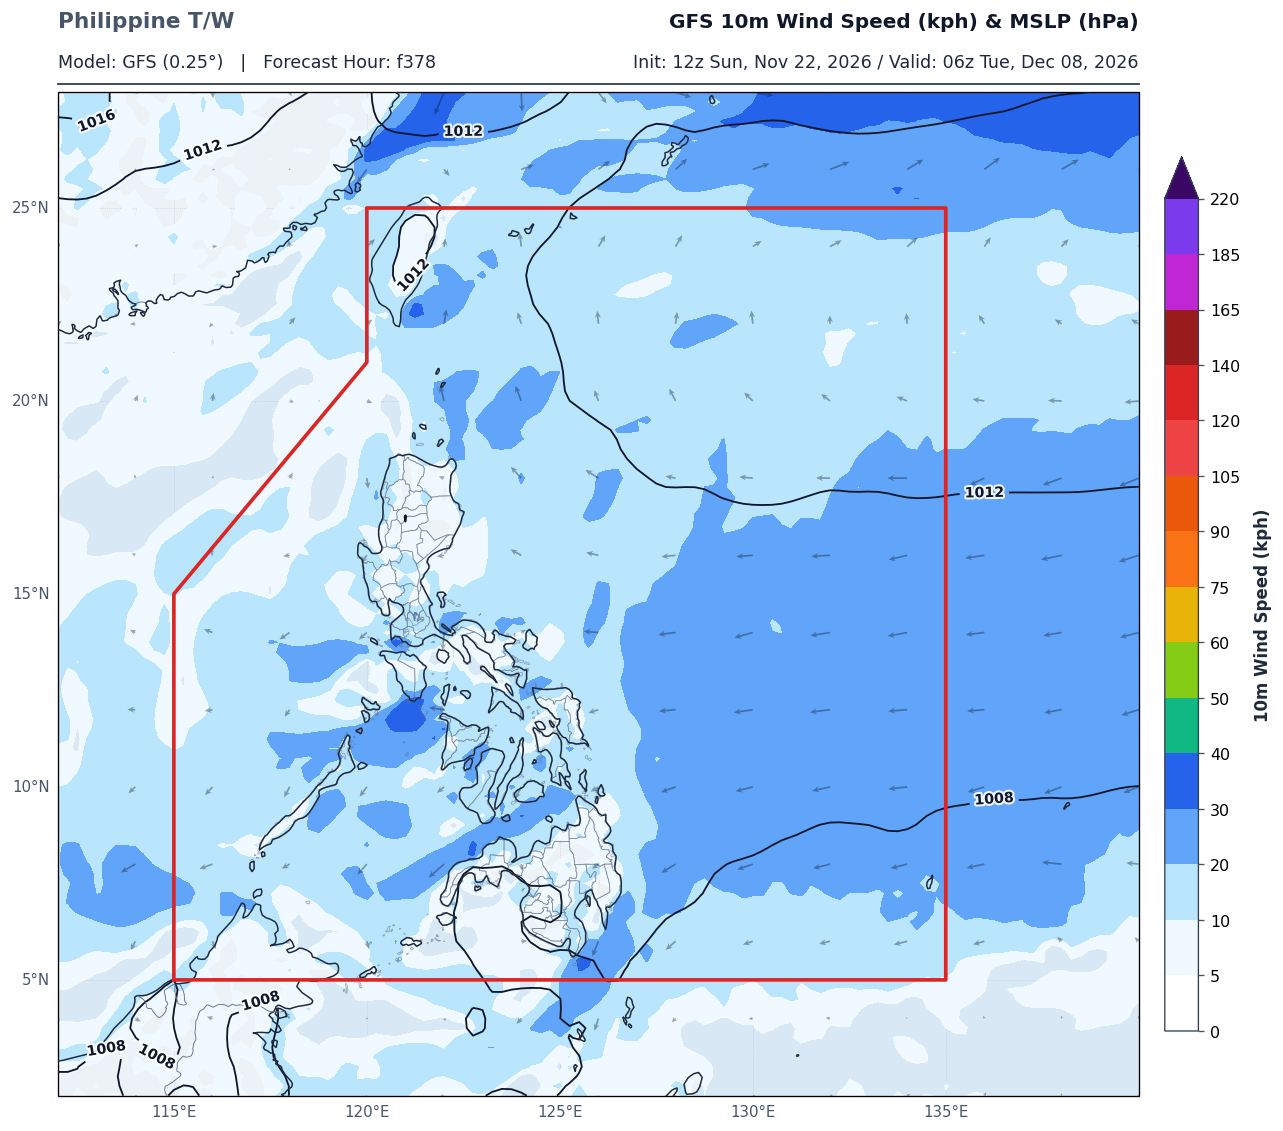 Philippine T/W
GFS 10m Wind Speed (kph) & MSLP (hPa)
Model: GFS (0.25°) | Forecast Hour: f378
Init: 12z Sun, Nov 22, 2026 / Valid: 06z Tue, Dec 08, 2026
1016
1012
1012
1012
1012
1008
1008
1008
1008
25°N
20°N
15°N
10°N
5°N
115°E
120°E
125°E
130°E
135°E
220
185
165
140
120
105
90
75
60
50
40
30
20
10
5
0
10m Wind Speed (kph)